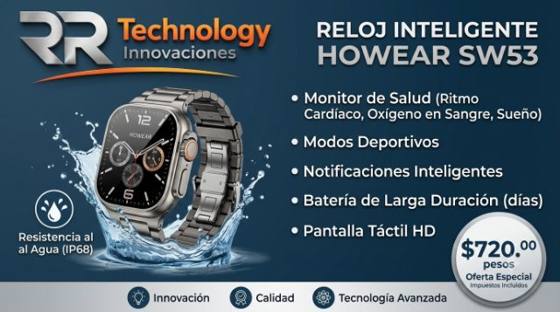 RR Technology
Innovaciones
RELOJ INTELIGENTE
HOWEAR SW53
12
HOWEAR
6
• Monitor de Salud (Ritmo
Cardíaco, Oxígeno en Sangre, Sueño)
• Modos Deportivos
• Notificaciones Inteligentes
• Batería de Larga Duración (días)
• Pantalla Táctil HD
Resistencia al
al Agua (IP68)
$720.00
pesos
Oferta Especial
Impuestos Incluidos
Innovación
Calidad
Tecnología Avanzada